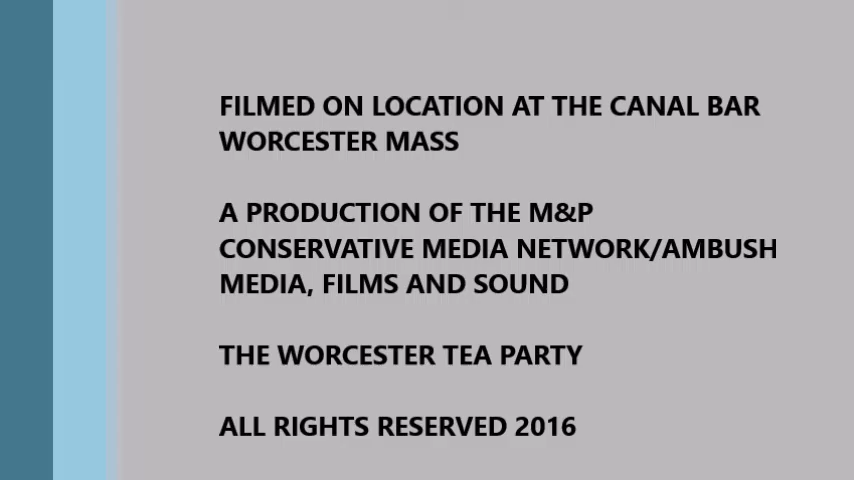 FILMED ON LOCATION AT THE CANAL BAR
WORCESTER MASS
A PRODUCTION OF THE M&P
CONSERVATIVE MEDIA NETWORK/AMBUSH
MEDIA, FILMS AND SOUND
THE WORCESTER TEA PARTY
ALL RIGHTS RESERVED 2016